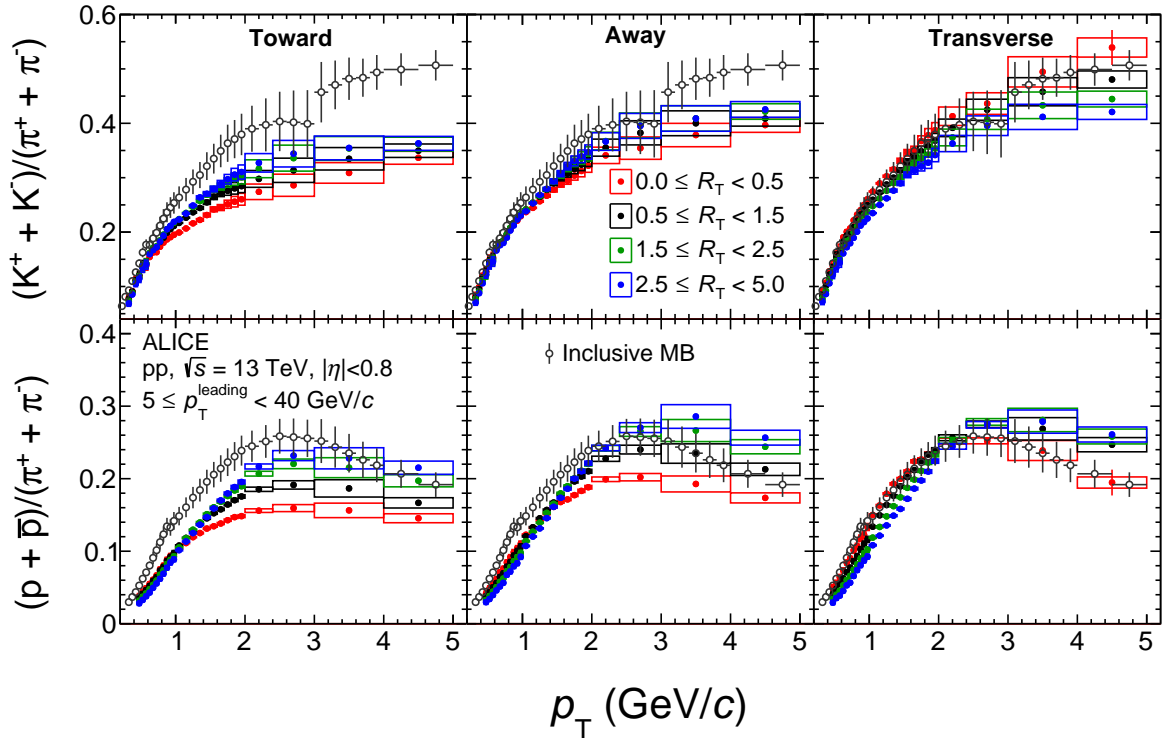 Toward
Away
Transverse
(K⁺ + K⁻)/(π⁺ + π⁻)
0.6
0.4
0.2
0.0 ≤ R_T < 0.5
0.5 ≤ R_T < 1.5
1.5 ≤ R_T < 2.5
2.5 ≤ R_T < 5.0
(p + p̅)/(π⁺ + π⁻)
0.4
0.3
0.2
0.1
0
ALICE
pp, √s = 13 TeV, |η|<0.8
5 ≤ p_T^leading < 40 GeV/c
Inclusive MB
1 2 3 4 5 1 2 3 4 5 1 2 3 4 5
p_T (GeV/c)